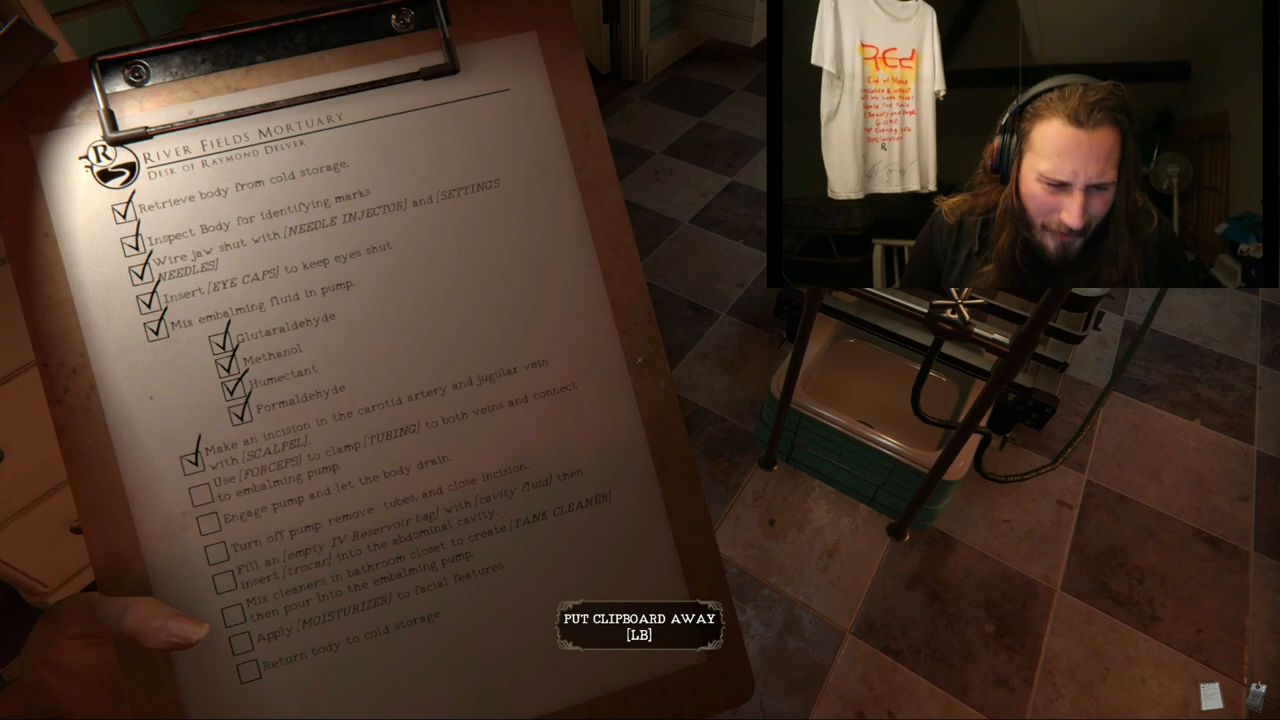 RIVER FIELDS MORTUARY
DESK OF RAYMOND DELVER
Retrieve body from cold storage.
Inspect Body for identifying marks
Wire jaw shut with [NEEDLE INJECTOR] and [SETTINGS
NEEDLES]
Insert [EYE CAPS] to keep eyes shut
Mix embalming fluid in pump.
Glutaraldehyde
Methanol
Humectant
Formaldehyde
Make an incision in the carotid artery and jugular vein
with [SCALPEL].
Use [FORCEPS] to clamp [TUBING] to both veins and connect
to embalming pump.
Engage pump and let the body drain.
Turn off pump, remove tubes, and close incision.
Fill an [empty IV Reservoir bag] with [cavity fluid] then
insert [trocar] into the abdominal cavity.
Mix cleaners in bathroom closet to create [TANK CLEANER]
then pour into the embalming pump.
Apply [MOISTURIZER] to facial features
Return body to cold storage.
PUT CLIPBOARD AWAY
[LB]
R
REd
End of
GONE
R